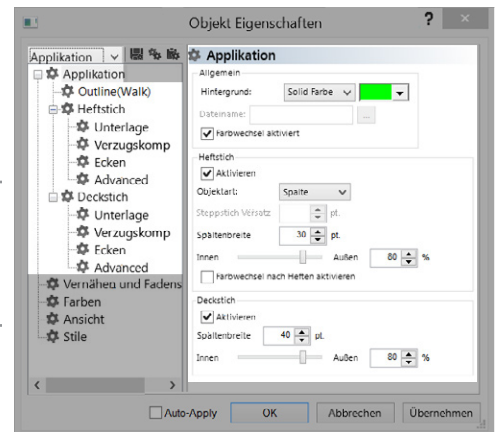 Objekt Eigenschaften ? ×
Applikation
Applikation
Outline(Walk)
Heftstich
Unterlage
Verzugskomp
Ecken
Advanced
Deckstich
Unterlage
Verzugskomp
Ecken
Advanced
Vernähen und Fadens
Farben
Ansicht
Stile
Applikation
Allgemein
Hintergrund: Solid Farbe
Dateiname: ...
Farbwechsel aktiviert
Heftstich
Aktivieren
Objektart: Spalte
Steppstich Versatz pt.
Spaltenbreite 30 pt.
Innen Außen 80 %
Farbwechsel nach Heften aktivieren
Deckstich
Aktivieren
Spaltenbreite 40 pt.
Innen Außen 80 %
Auto-Apply OK Abbrechen Übernehmen